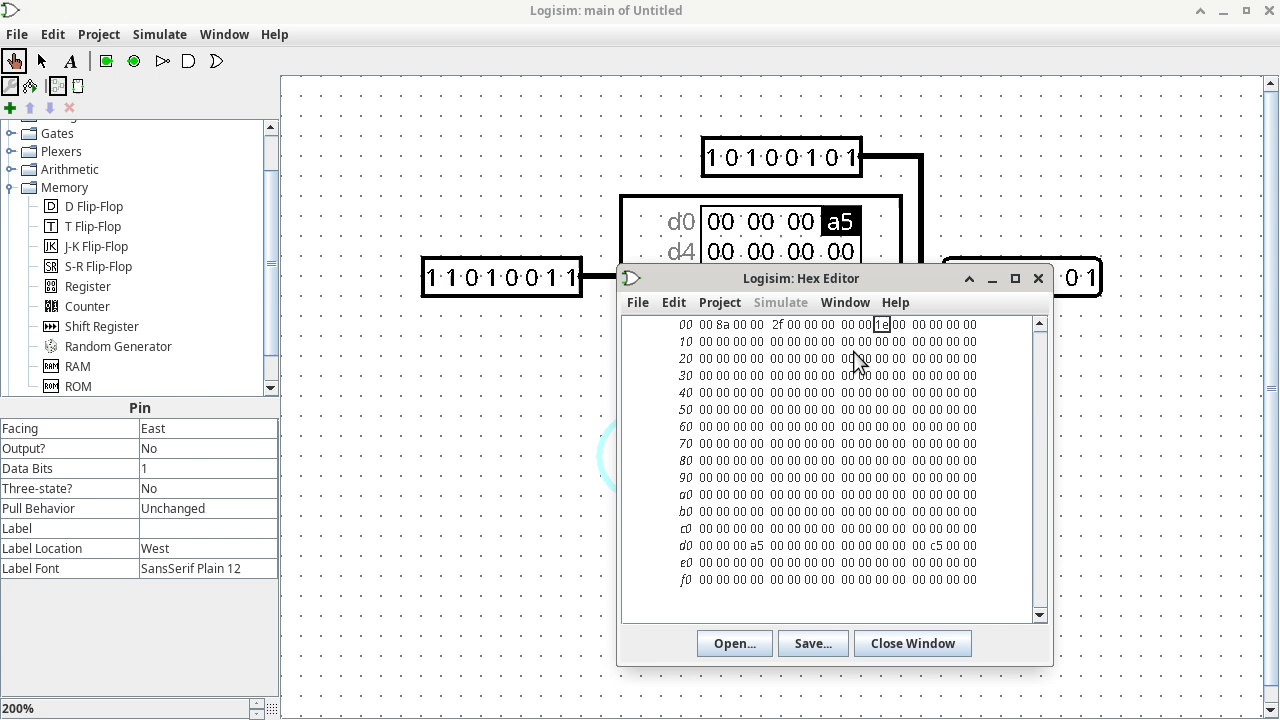 Logisim: main of Untitled
File Edit Project Simulate Window Help
A
Gates
Plexers
Arithmetic
Memory
D D Flip-Flop
T T Flip-Flop
JK J-K Flip-Flop
SR S-R Flip-Flop
Register
Counter
Shift Register
Random Generator
RAM RAM
ROM ROM
Pin
Facing East
Output? No
Data Bits 1
Three-state? No
Pull Behavior Unchanged
Label
Label Location West
Label Font SansSerif Plain 12
200%
1 0 1 0 0 1 0 1
d0 00 00 00 a5
d4 00 00 00 00
1 1 0 1 0 0 1 1
0 1
Logisim: Hex Editor
File Edit Project Simulate Window Help
00 00 8a 00 00 2f 00 00 00 00 00 1e 00 00 00 00 00
10 00 00 00 00 00 00 00 00 00 00 00 00 00 00 00 00
20 00 00 00 00 00 00 00 00 00 00 00 00 00 00 00 00
30 00 00 00 00 00 00 00 00 00 00 00 00 00 00 00 00
40 00 00 00 00 00 00 00 00 00 00 00 00 00 00 00 00
50 00 00 00 00 00 00 00 00 00 00 00 00 00 00 00 00
60 00 00 00 00 00 00 00 00 00 00 00 00 00 00 00 00
70 00 00 00 00 00 00 00 00 00 00 00 00 00 00 00 00
80 00 00 00 00 00 00 00 00 00 00 00 00 00 00 00 00
90 00 00 00 00 00 00 00 00 00 00 00 00 00 00 00 00
a0 00 00 00 00 00 00 00 00 00 00 00 00 00 00 00 00
b0 00 00 00 00 00 00 00 00 00 00 00 00 00 00 00 00
c0 00 00 00 00 00 00 00 00 00 00 00 00 00 00 00 00
d0 00 00 00 a5 00 00 00 00 00 00 00 00 00 c5 00 00
e0 00 00 00 00 00 00 00 00 00 00 00 00 00 00 00 00
f0 00 00 00 00 00 00 00 00 00 00 00 00 00 00 00 00
Open... Save... Close Window